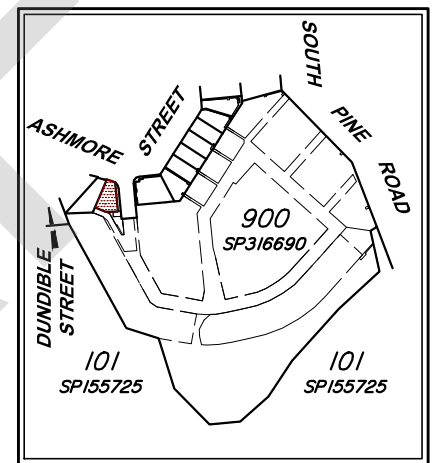 SOUTH
PINE
ROAD
ASHMORE
STREET
900
SP316690
DUNDIBLE
STREET
101
SP155725
101
SP155725